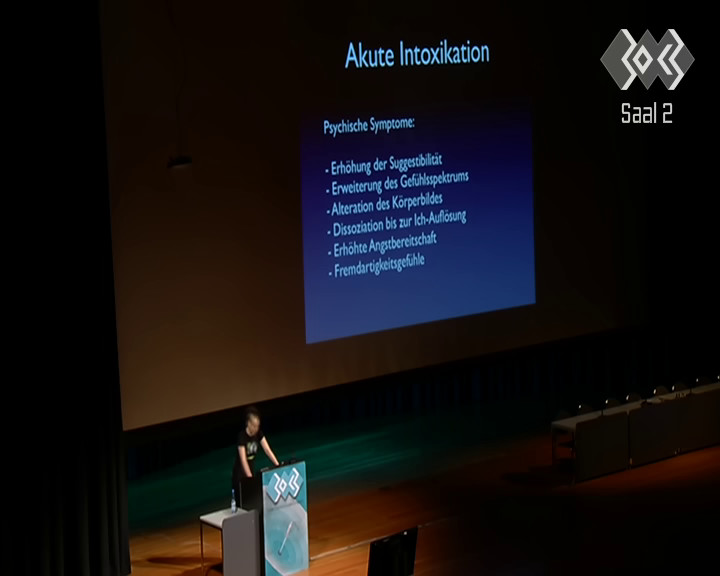 Akute Intoxikation
Saal 2
Psychische Symptome:
- Erhöhung der Suggestibilität
- Erweiterung des Gefühlsspektrums
- Alteration des Körperbildes
- Dissoziation bis zur Ich-Auflösung
- Erhöhte Angstbereitschaft
- Fremdartigkeitsgefühle